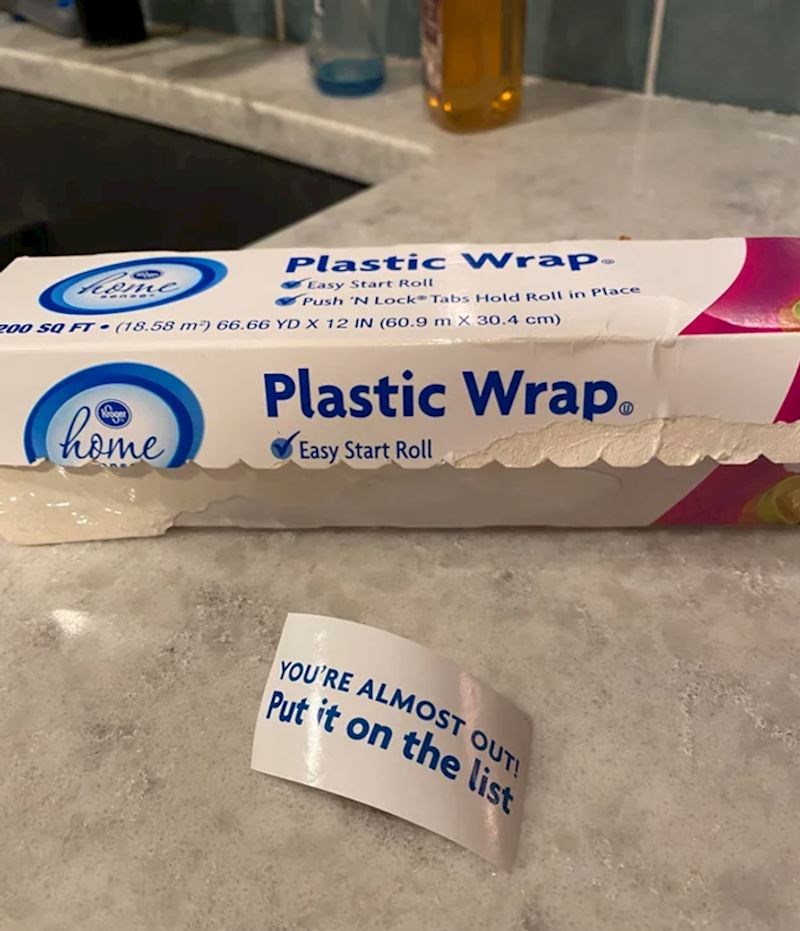 Kroger
home
sense®
Plastic Wrap®
Easy Start Roll
Push 'N Lock® Tabs Hold Roll in Place
200 SQ FT • (18.58 m²) 66.66 YD X 12 IN (60.9 m X 30.4 cm)
Kroger
home
Plastic Wrap
Easy Start Roll
YOU'RE ALMOST OUT!
Put it on the list